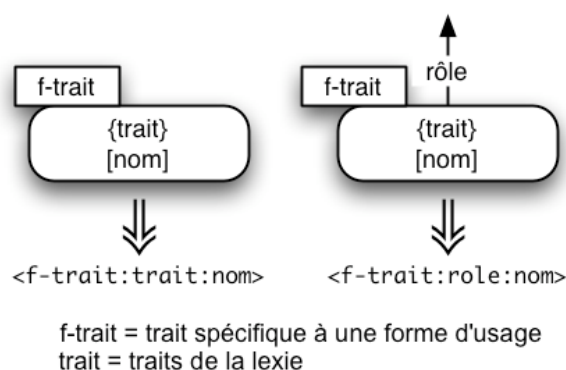 f-trait
{trait}
[nom]
<f-trait:trait:nom>
rôle
f-trait
{trait}
[nom]
<f-trait:role:nom>
f-trait = trait spécifique à une forme d'usage
trait = traits de la lexie